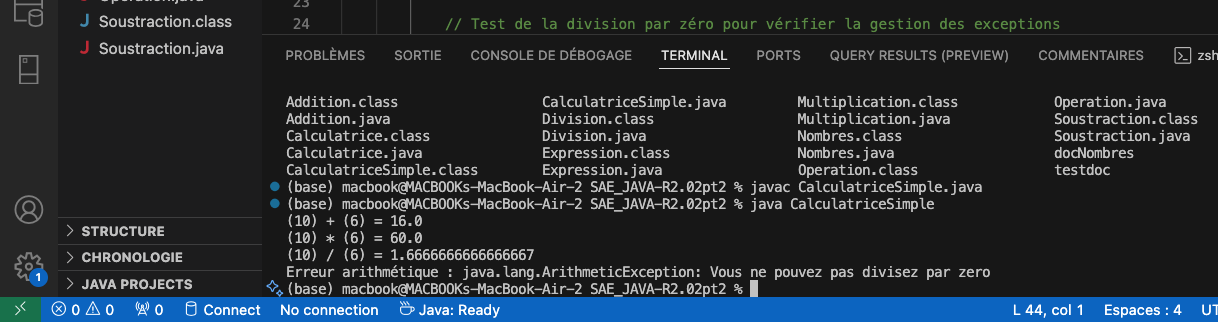 Operation.java
J Soustraction.class
J Soustraction.java
23
24 // Test de la division par zéro pour vérifier la gestion des exceptions
PROBLÈMES SORTIE CONSOLE DE DÉBOGAGE TERMINAL PORTS QUERY RESULTS (PREVIEW) COMMENTAIRES zsh
Addition.class CalculatriceSimple.java Multiplication.class Operation.java
Addition.java Division.class Multiplication.java Soustraction.class
Calculatrice.class Division.java Nombres.class Soustraction.java
Calculatrice.java Expression.class Nombres.java docNombres
CalculatriceSimple.class Expression.java Operation.class testdoc
(base) macbook@MACBOOKs-MacBook-Air-2 SAE_JAVA-R2.02pt2 % javac CalculatriceSimple.java
(base) macbook@MACBOOKs-MacBook-Air-2 SAE_JAVA-R2.02pt2 % java CalculatriceSimple
(10) + (6) = 16.0
(10) * (6) = 60.0
(10) / (6) = 1.6666666666666667
Erreur arithmétique : java.lang.ArithmeticException: Vous ne pouvez pas divisez par zero
(base) macbook@MACBOOKs-MacBook-Air-2 SAE_JAVA-R2.02pt2 %
> STRUCTURE
> CHRONOLOGIE
> JAVA PROJECTS
1
0 0 0 Connect No connection Java: Ready L 44, col 1 Espaces : 4 UT